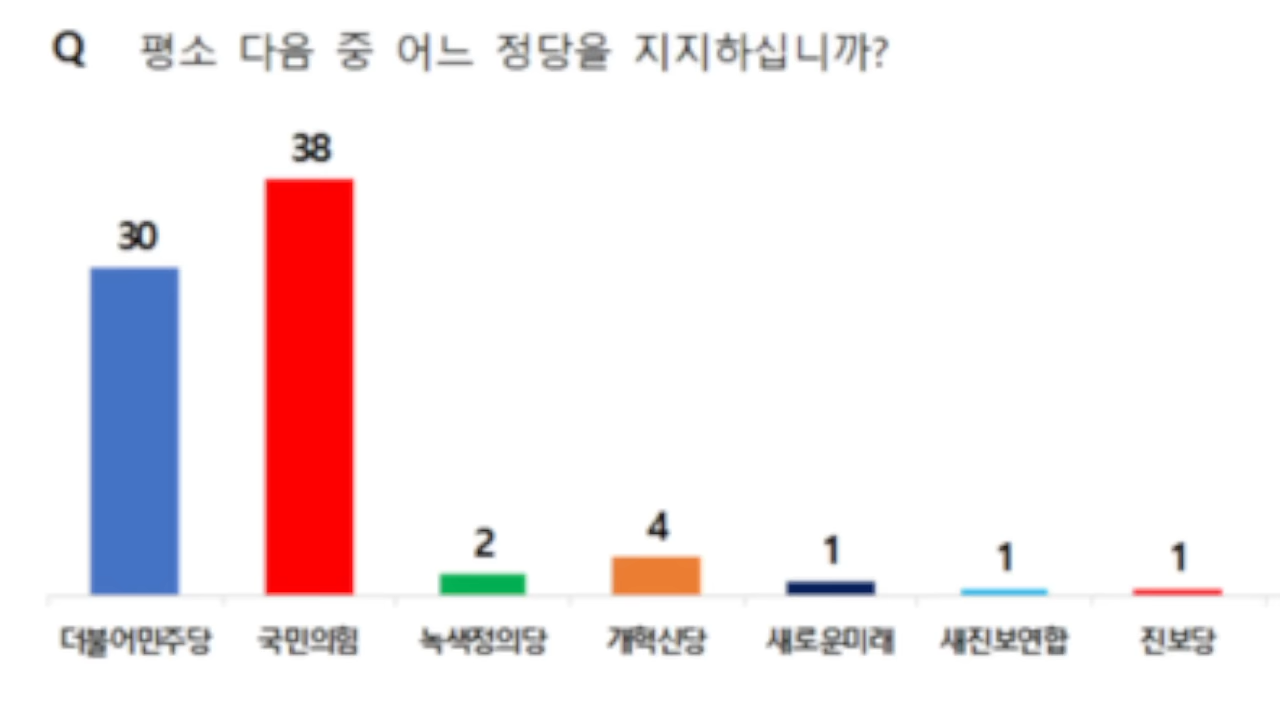 Q 평소 다음 중 어느 정당을 지지하십니까?
30 38 2 4 1 1 1
더불어민주당 국민의힘 녹색정의당 개혁신당 새로운미래 새진보연합 진보당